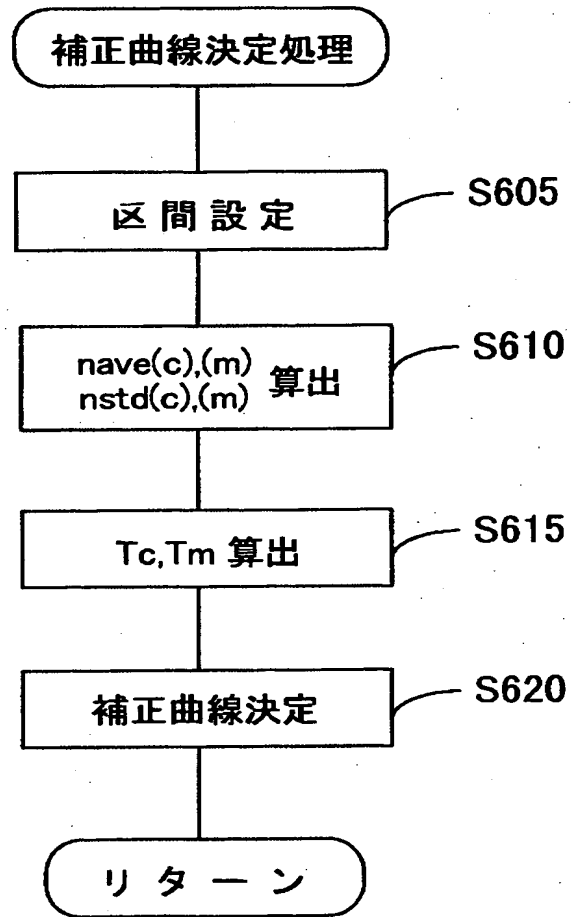 補正曲線決定処理
区間設定
S605
nave(c),(m)
nstd(c),(m) 算出
S610
Tc,Tm 算出
S615
補正曲線決定
S620
リターン